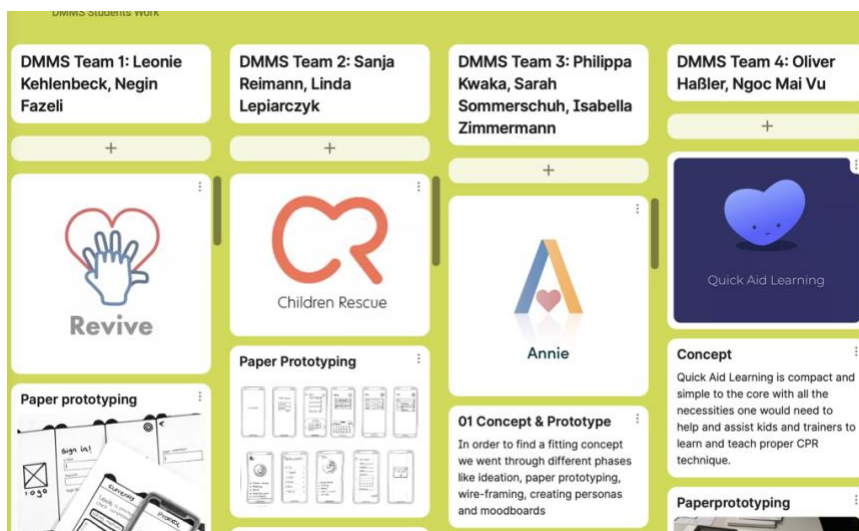 DMMS Students Work
DMMS Team 1: Leonie
Kehlenbeck, Negin
Fazeli
+
Revive
Paper prototyping
sign in!
logo
DMMS Team 2: Sanja
Reimann, Linda
Lepiarczyk
+
CR
Children Rescue
Paper Prototyping
DMMS Team 3: Philippa
Kwaka, Sarah
Sommerschuh, Isabella
Zimmermann
+
A
Annie
01 Concept & Prototype
In order to find a fitting concept
we went through different phases
like ideation, paper prototyping,
wire-framing, creating personas
and moodboards
DMMS Team 4: Oliver
Haßler, Ngoc Mai Vu
+
Quick Aid Learning
Concept
Quick Aid Learning is compact and
simple to the core with all the
necessities one would need to
help and assist kids and trainers to
learn and teach proper CPR
technique.
Paperprototyping